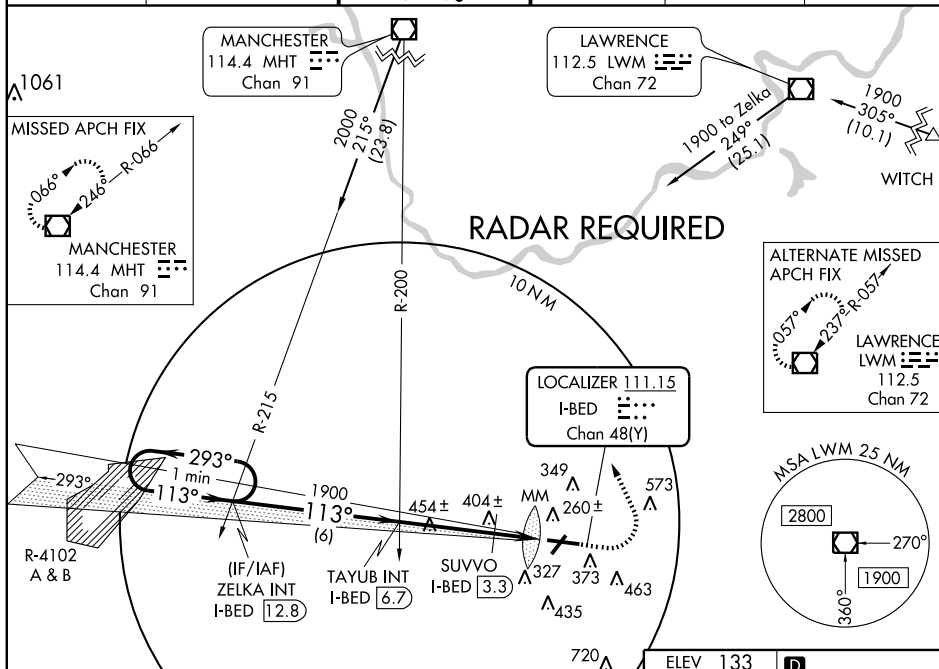 MANCHESTER
114.4 MHT
Chan 91
LAWRENCE
112.5 LWM
Chan 72
1061
MISSED APCH FIX
066°
246°
R-066
MANCHESTER
114.4 MHT
Chan 91
2000
215°
(23.8)
R-200
1900 to Zelka
249°
(25.1)
1900
305°
(10.1)
WITCH
RADAR REQUIRED
10 NM
ALTERNATE MISSED
APCH FIX
057°
237°
R-057
LAWRENCE
LWM
112.5
Chan 72
R-215
LOCALIZER 111.15
I-BED
Chan 48(Y)
293°
293°
1 min
113°
1900
113°
(6)
454±
404±
MM
349
260±
573
327
373
463
435
720
R-4102
A & B
(IF/IAF)
ZELKA INT
I-BED 12.8
TAYUB INT
I-BED 6.7
SUVVO
I-BED 3.3
MSA LWM 25 NM
2800
270°
1900
360°
ELEV 133
D